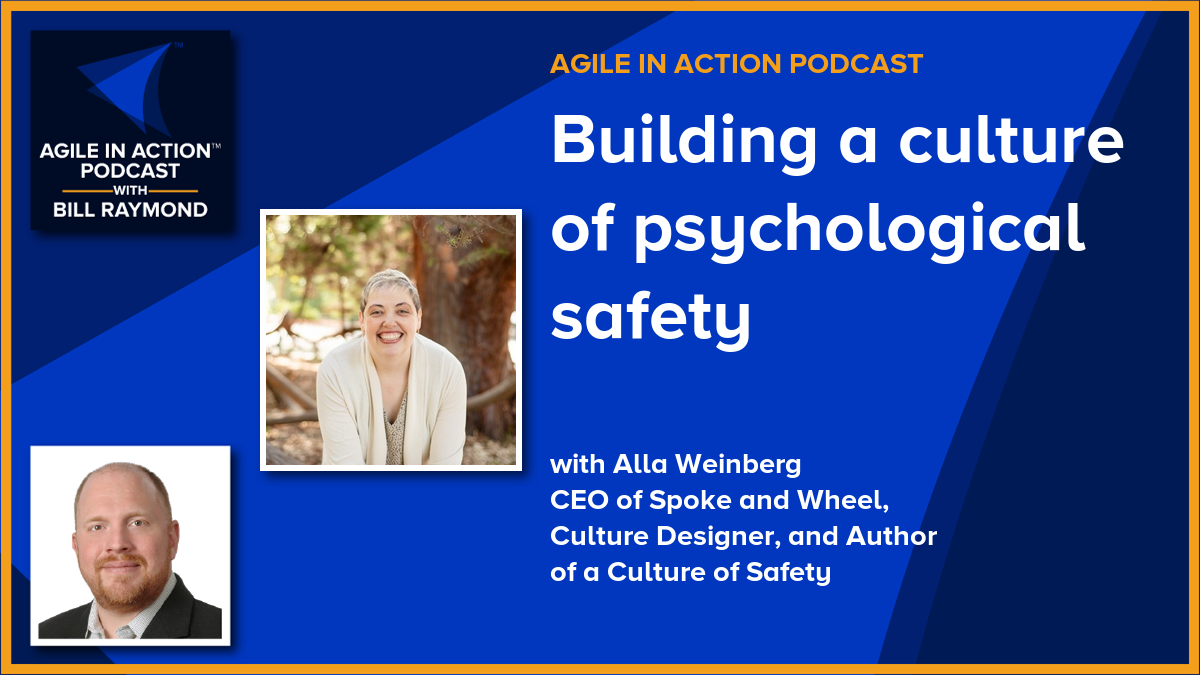 AGILE IN ACTION™
PODCAST
WITH
BILL RAYMOND
AGILE IN ACTION PODCAST
Building a culture
of psychological
safety
with Alla Weinberg
CEO of Spoke and Wheel,
Culture Designer, and Author
of a Culture of Safety